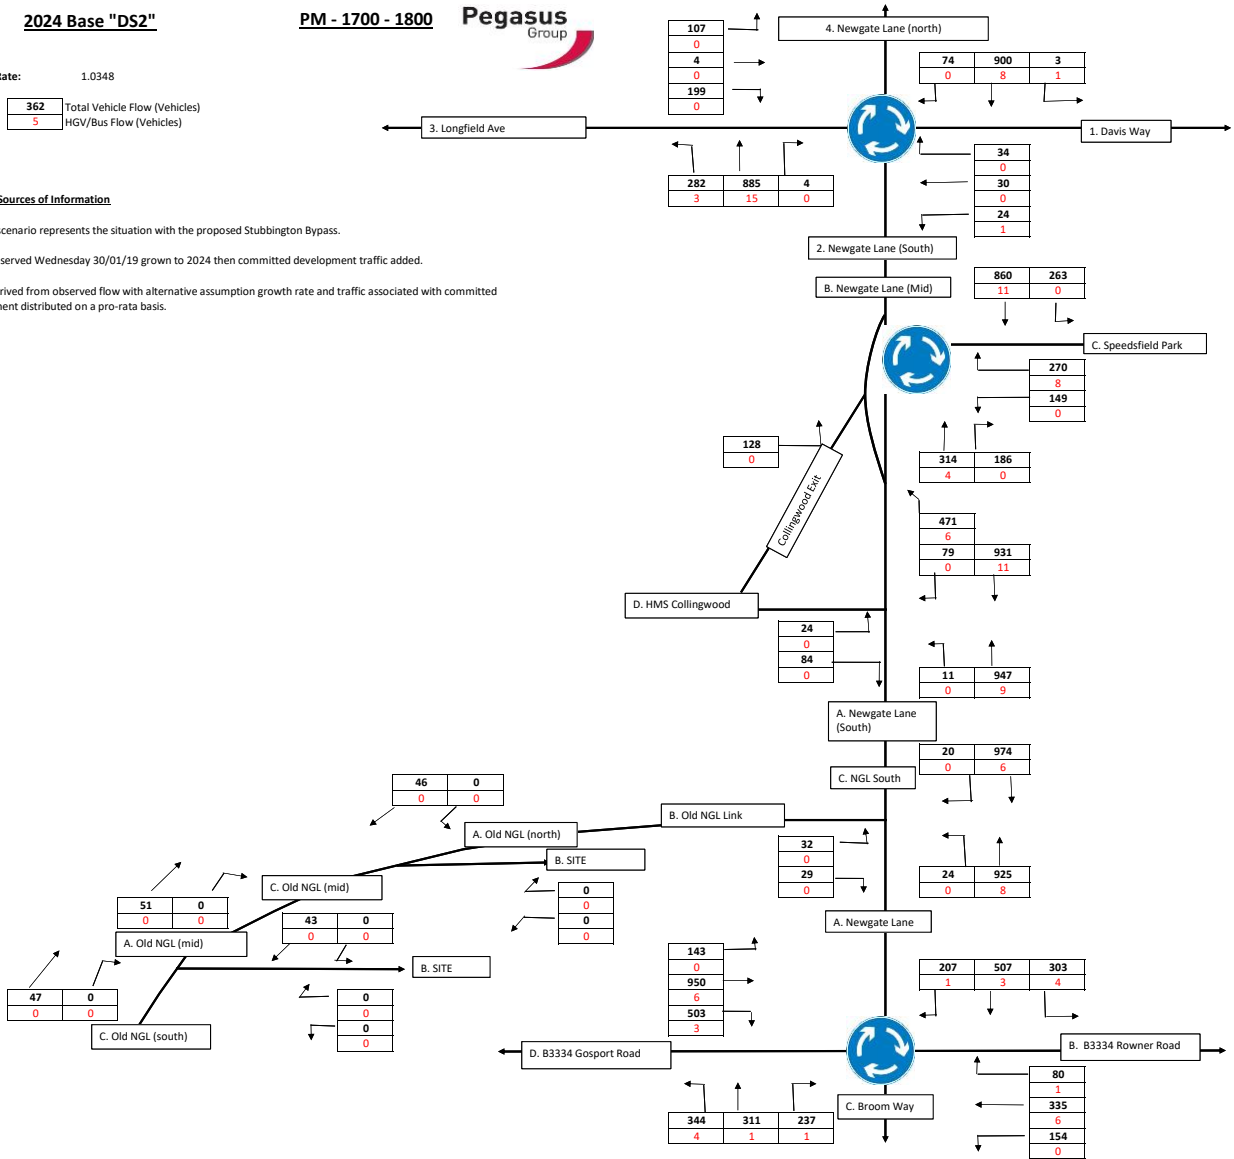 2024 Base "DS2"
PM - 1700 - 1800
Pegasus
Group
Rate: 1.0348
362 Total Vehicle Flow (Vehicles)
5 HGV/Bus Flow (Vehicles)
Sources of Information
scenario represents the situation with the proposed Stubbington Bypass.
served Wednesday 30/01/19 grown to 2024 then committed development traffic added.
rived from observed flow with alternative assumption growth rate and traffic associated with committed
ment distributed on a pro-rata basis.
107
0
4
0
199
0
4. Newgate Lane (north)
74 900 3
0 8 1
3. Longfield Ave
1. Davis Way
282 885 4
3 15 0
34
0
30
0
24
1
2. Newgate Lane (South)
B. Newgate Lane (Mid)
860 263
11 0
C. Speedsfield Park
270
8
149
0
128
0
314 186
4 0
Collingwood Exit
471
6
79 931
0 11
D. HMS Collingwood
24
0
84
0
11 947
0 9
A. Newgate Lane
(South)
20 974
0 6
C. NGL South
46 0
0 0
B. Old NGL Link
A. Old NGL (north)
32
0
29
0
24 925
0 8
B. SITE
C. Old NGL (mid)
0
0
0
0
51 0
0 0
43 0
0 0
A. Newgate Lane
A. Old NGL (mid)
B. SITE
143
0
950
6
503
3
207 507 303
1 3 4
47 0
0 0
0
0
0
0
C. Old NGL (south)
D. B3334 Gosport Road
B. B3334 Rowner Road
344 311 237
4 1 1
C. Broom Way
80
1
335
6
154
0